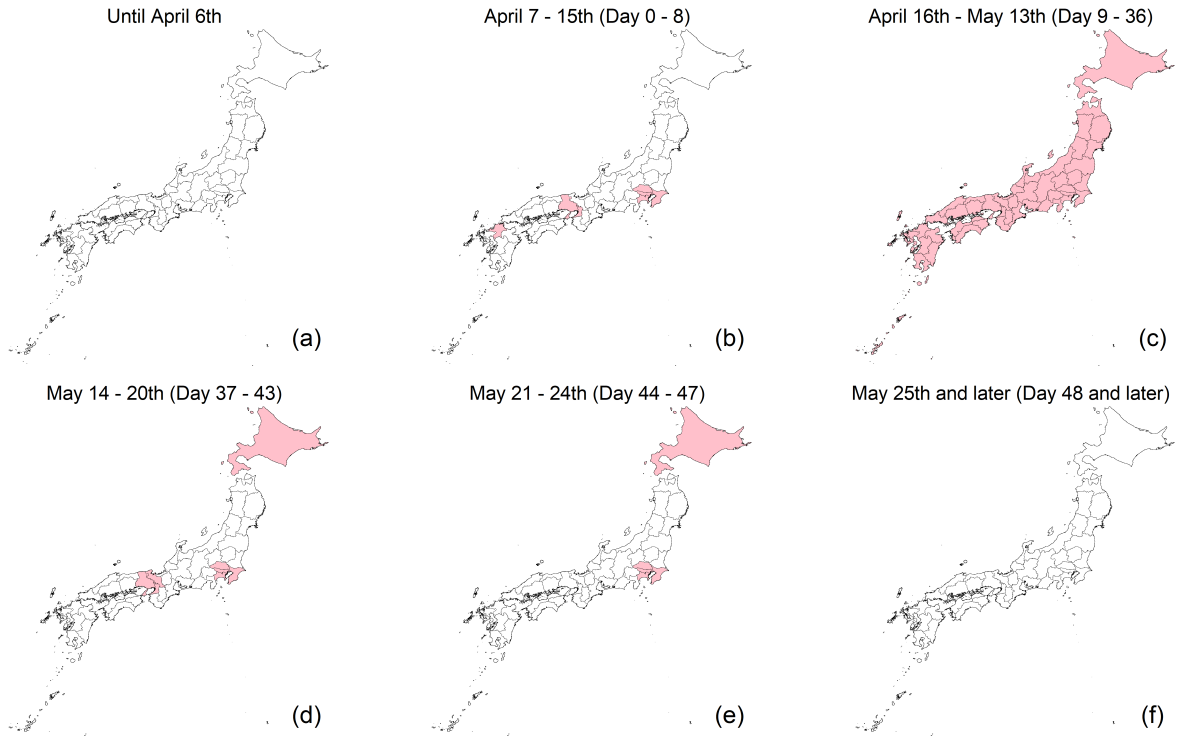 Until April 6th
April 7 - 15th (Day 0 - 8)
April 16th - May 13th (Day 9 - 36)
(a)
(b)
(c)
May 14 - 20th (Day 37 - 43)
May 21 - 24th (Day 44 - 47)
May 25th and later (Day 48 and later)
(d)
(e)
(f)